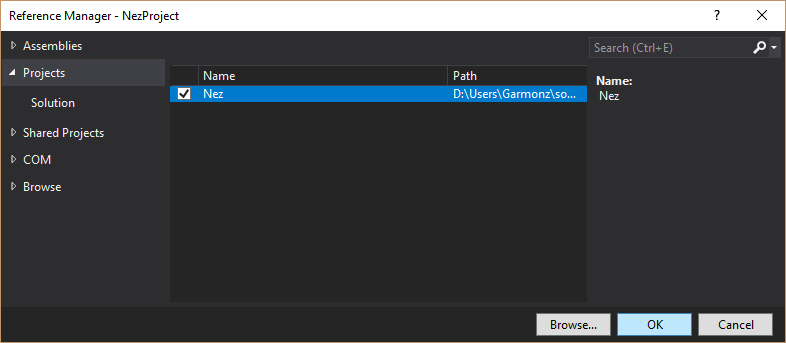 Reference Manager - NezProject
Assemblies
Projects
Solution
Shared Projects
COM
Browse
Name Path
Nez D:\Users\Garmonz\so...
Search (Ctrl+E)
Name:
Nez
Browse... OK Cancel